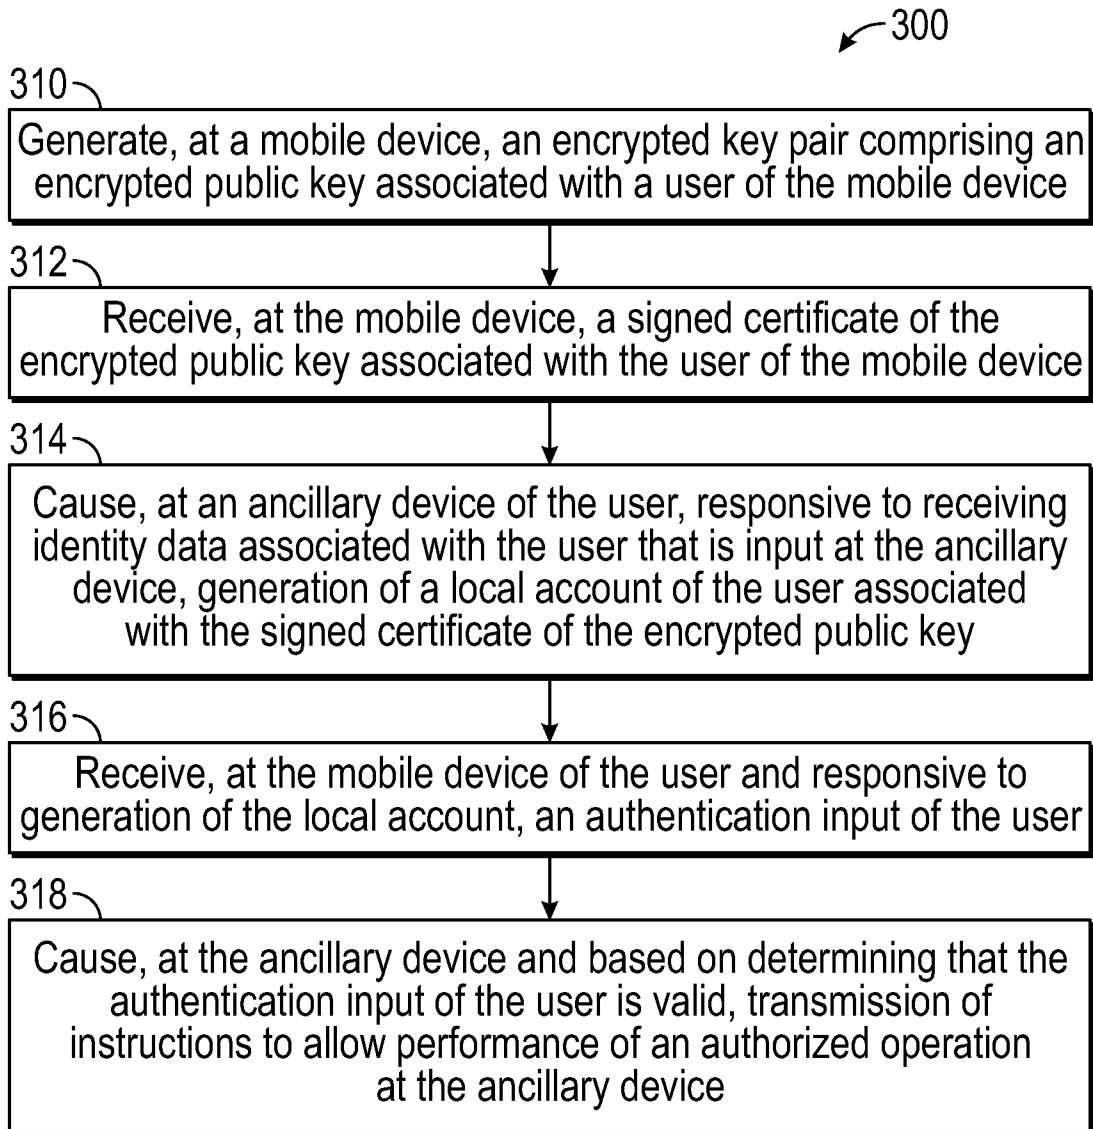 300
310
Generate, at a mobile device, an encrypted key pair comprising an
encrypted public key associated with a user of the mobile device
312
Receive, at the mobile device, a signed certificate of the
encrypted public key associated with the user of the mobile device
314
Cause, at an ancillary device of the user, responsive to receiving
identity data associated with the user that is input at the ancillary
device, generation of a local account of the user associated
with the signed certificate of the encrypted public key
316
Receive, at the mobile device of the user and responsive to
generation of the local account, an authentication input of the user
318
Cause, at the ancillary device and based on determining that the
authentication input of the user is valid, transmission of
instructions to allow performance of an authorized operation
at the ancillary device